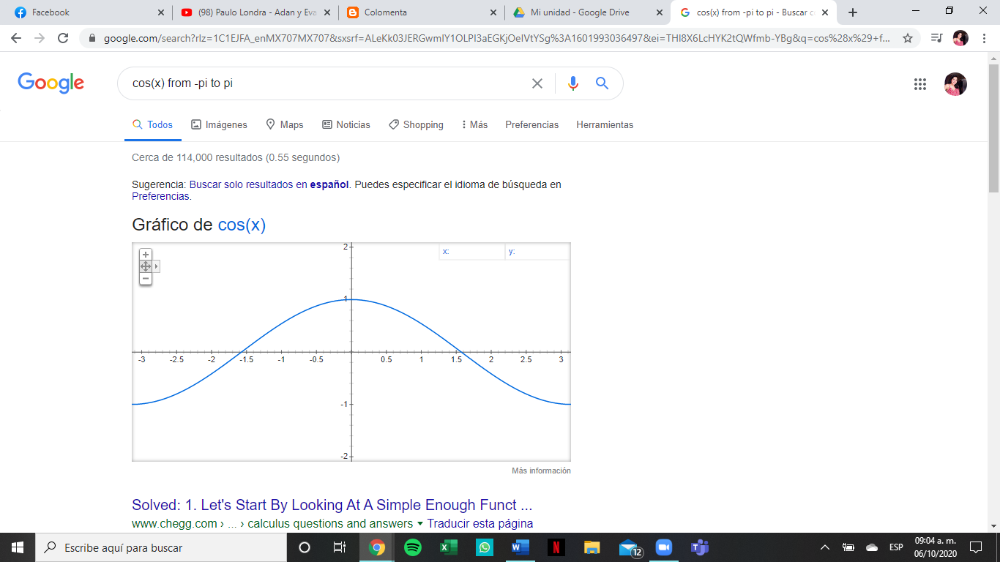 Facebook
(98) Paulo Londra - Adan y Eva
Colomenta
Mi unidad - Google Drive
cos(x) from -pi to pi - Buscar c
google.com/search?rlz=1C1EJFA_enMX707MX707&sxsrf=ALeKk03JERGwmIY1OLPI3aEGKjOeIVtYSg%3A1601993036497&ei=THl8X6LcHYK2tQWfmb-YBg&q=cos%28x%29+f...
Google
cos(x) from -pi to pi
Todos
Imágenes
Maps
Noticias
Shopping
Más
Preferencias
Herramientas
Cerca de 114,000 resultados (0.55 segundos)
Sugerencia: Buscar solo resultados en español. Puedes especificar el idioma de búsqueda en
Preferencias.
Gráfico de cos(x)
x:
y:
2
1
-3 -2.5 -2 -1.5 -1 -0.5 0.5 1 1.5 2 2.5 3
-1
-2
Más información
Solved: 1. Let's Start By Looking At A Simple Enough Funct ...
www.chegg.com › ... › calculus questions and answers ▾ Traducir esta página
Escribe aquí para buscar
12
ESP
09:04 a. m.
06/10/2020